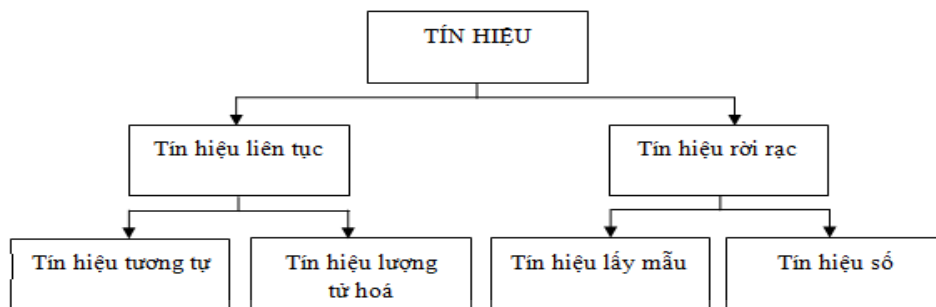 TÍN HIỆU
Tín hiệu liên tục
Tín hiệu rời rạc
Tín hiệu tương tự
Tín hiệu lượng
tử hoá
Tín hiệu lấy mẫu
Tín hiệu số